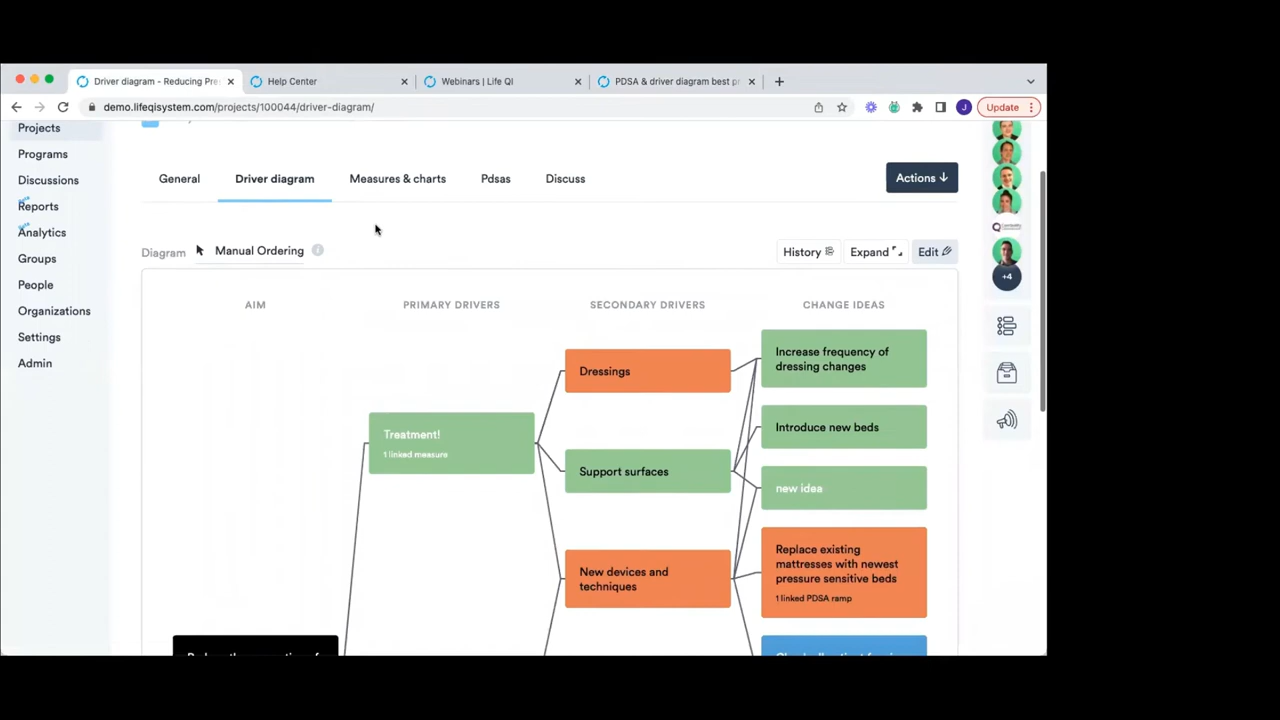 Driver diagram - Reducing Pre
Help Center
Webinars | Life QI
PDSA & driver diagram best pr
demo.lifeqisystem.com/projects/100044/driver-diagram/
J
Update
Projects
Programs
Discussions
Reports
Analytics
Groups
People
Organizations
Settings
Admin
General
Driver diagram
Measures & charts
Pdsas
Discuss
Actions
+4
Diagram
Manual Ordering
History
Expand
Edit
AIM
PRIMARY DRIVERS
SECONDARY DRIVERS
CHANGE IDEAS
Treatment!
1 linked measure
Dressings
Support surfaces
New devices and
techniques
Increase frequency of
dressing changes
Introduce new beds
new idea
Replace existing
mattresses with newest
pressure sensitive beds
1 linked PDSA ramp